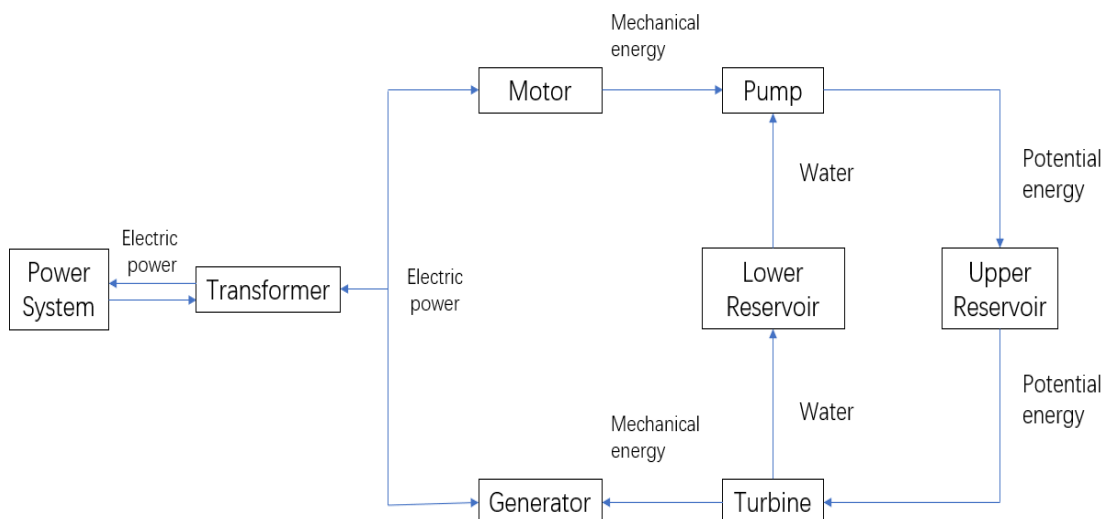 Mechanical
energy
Motor
Pump
Water
Potential
energy
Electric
power
Power
System
Transformer
Electric
power
Lower
Reservoir
Upper
Reservoir
Potential
energy
Water
Mechanical
energy
Generator
Turbine